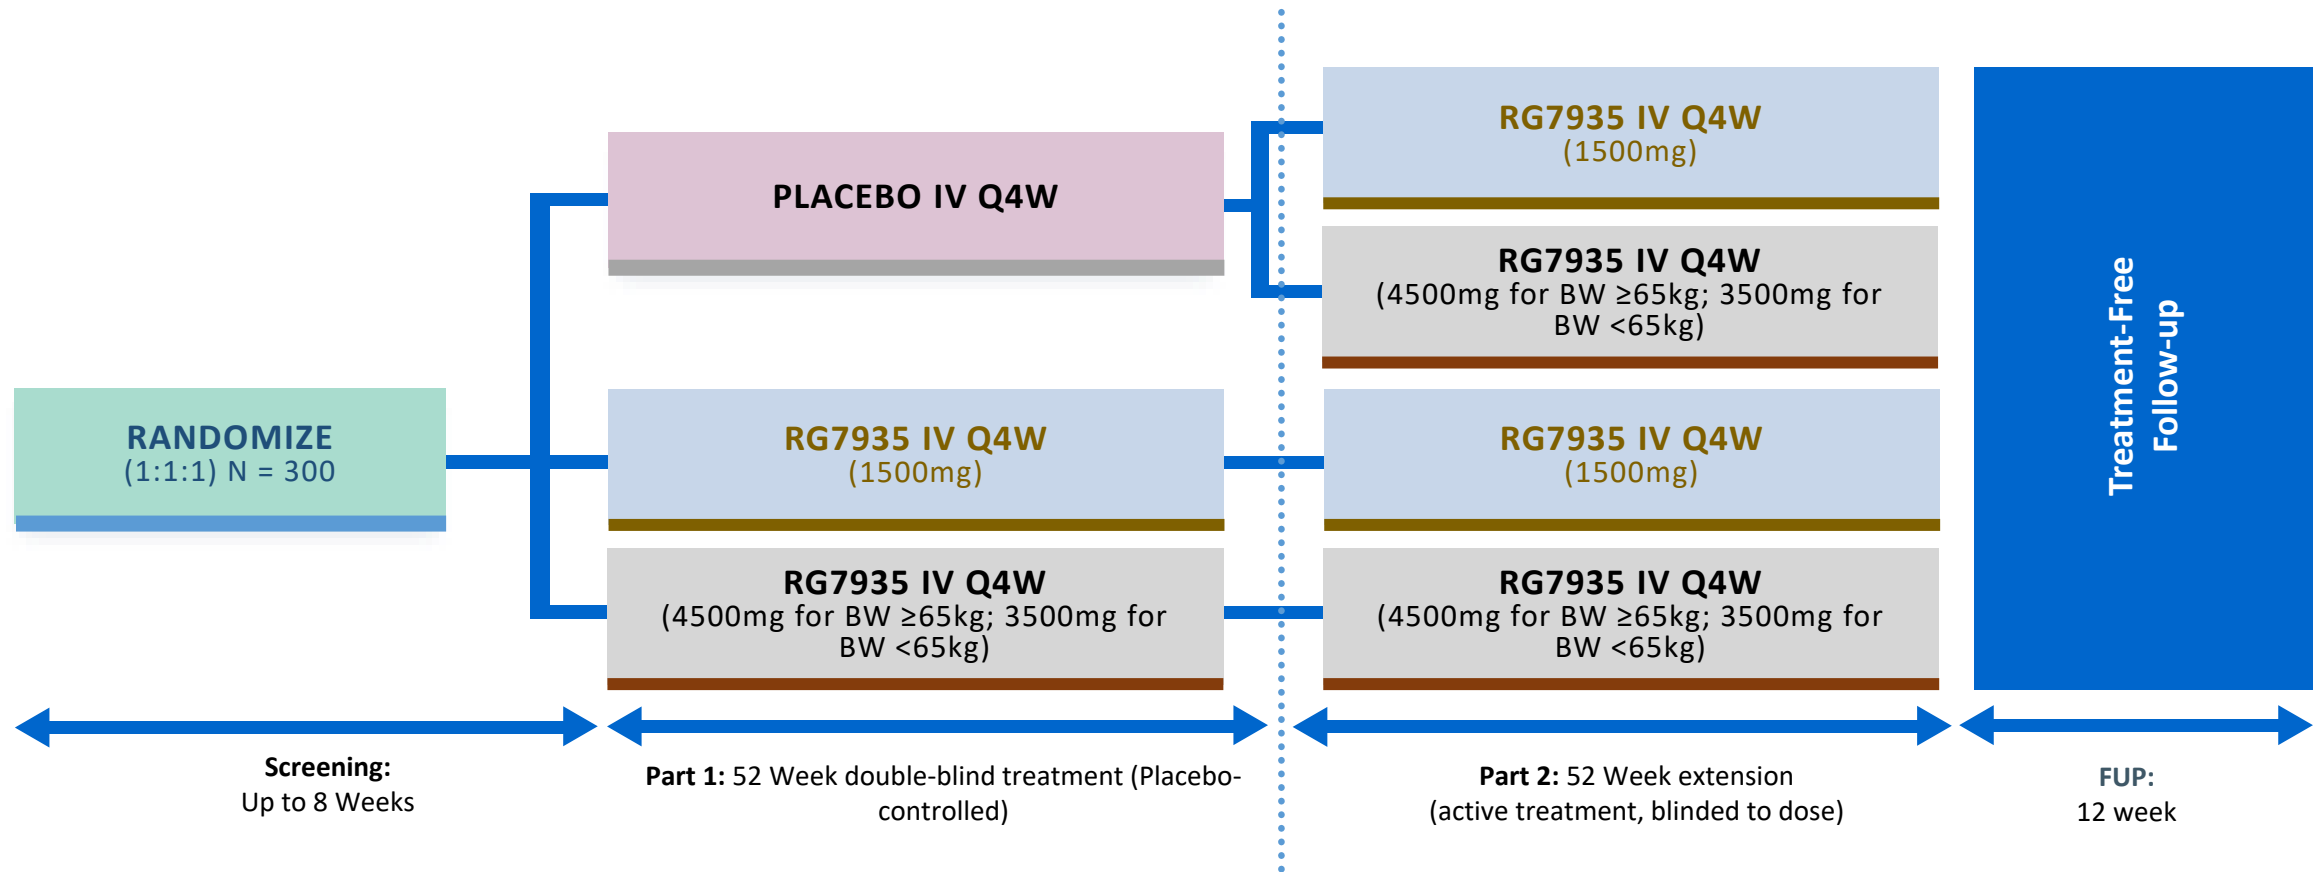 RANDOMIZE
(1:1:1) N = 300
PLACEBO IV Q4W
RG7935 IV Q4W
(1500mg)
RG7935 IV Q4W
(4500mg for BW ≥65kg; 3500mg for
BW <65kg)
RG7935 IV Q4W
(1500mg)
RG7935 IV Q4W
(4500mg for BW ≥65kg; 3500mg for
BW <65kg)
RG7935 IV Q4W
(1500mg)
RG7935 IV Q4W
(4500mg for BW ≥65kg; 3500mg for
BW <65kg)
Treatment-Free
Follow-up
Screening:
Up to 8 Weeks
Part 1: 52 Week double-blind treatment (Placebo-
controlled)
Part 2: 52 Week extension
(active treatment, blinded to dose)
FUP:
12 week